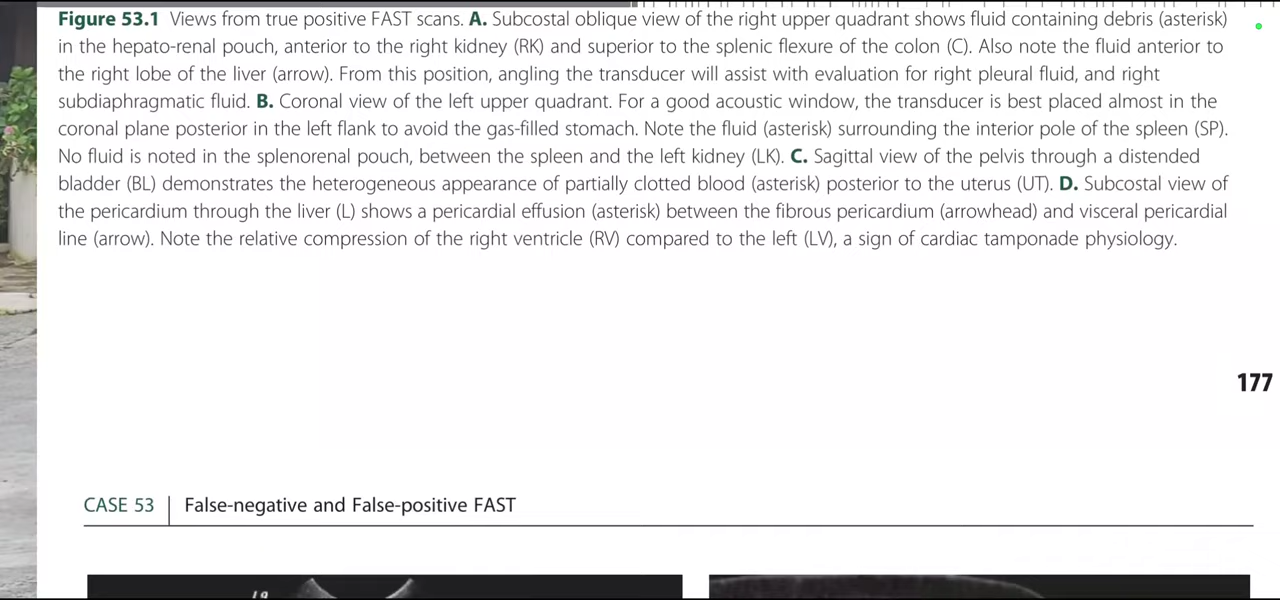 Figure 53.1 Views from true positive FAST scans. A. Subcostal oblique view of the right upper quadrant shows fluid containing debris (asterisk)
in the hepato-renal pouch, anterior to the right kidney (RK) and superior to the splenic flexure of the colon (C). Also note the fluid anterior to
the right lobe of the liver (arrow). From this position, angling the transducer will assist with evaluation for right pleural fluid, and right
subdiaphragmatic fluid. B. Coronal view of the left upper quadrant. For a good acoustic window, the transducer is best placed almost in the
coronal plane posterior in the left flank to avoid the gas-filled stomach. Note the fluid (asterisk) surrounding the interior pole of the spleen (SP).
No fluid is noted in the splenorenal pouch, between the spleen and the left kidney (LK). C. Sagittal view of the pelvis through a distended
bladder (BL) demonstrates the heterogeneous appearance of partially clotted blood (asterisk) posterior to the uterus (UT). D. Subcostal view of
the pericardium through the liver (L) shows a pericardial effusion (asterisk) between the fibrous pericardium (arrowhead) and visceral pericardial
line (arrow). Note the relative compression of the right ventricle (RV) compared to the left (LV), a sign of cardiac tamponade physiology.
177
CASE 53 | False-negative and False-positive FAST